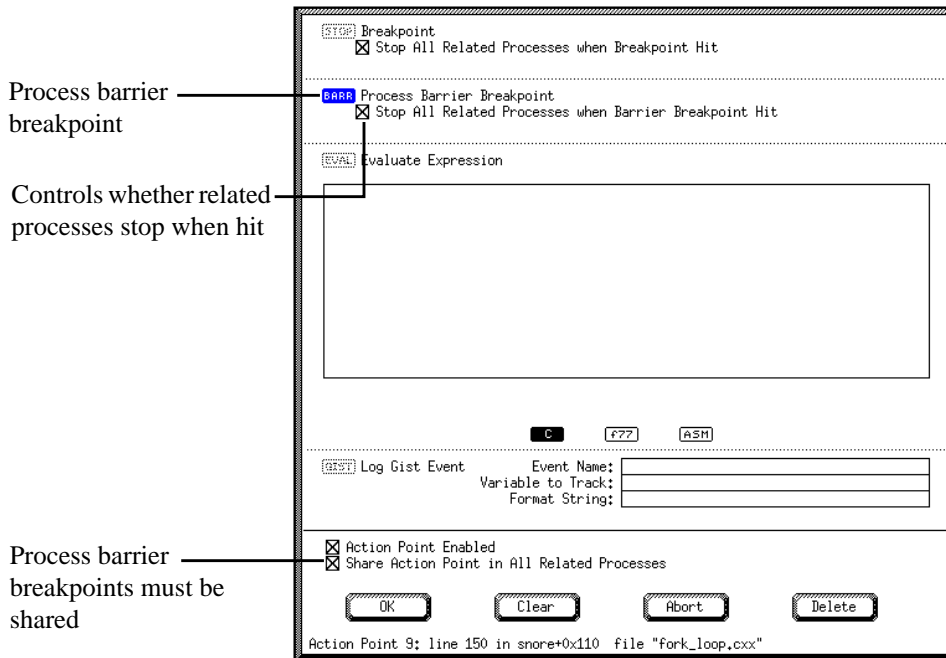 STOP Breakpoint
Stop All Related Processes when Breakpoint Hit
Process barrier
breakpoint
BARR Process Barrier Breakpoint
Stop All Related Processes when Barrier Breakpoint Hit
EVAL Evaluate Expression
Controls whether related
processes stop when hit
C f77 ASM
GIST Log Gist Event Event Name:
Variable to Track:
Format String:
Process barrier
breakpoints must be
shared
Action Point Enabled
Share Action Point in All Related Processes
OK Clear Abort Delete
Action Point 9: line 150 in snore+0x110 file "fork_loop.cxx"